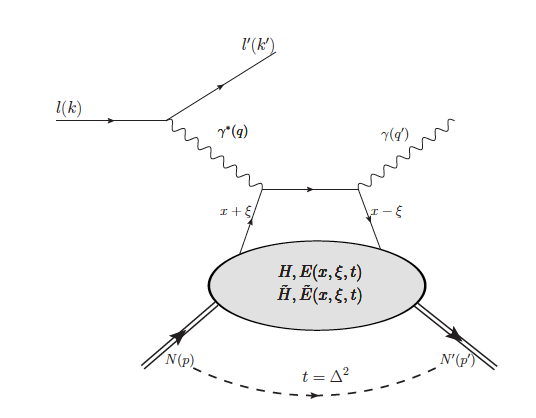 l′(k′)
l(k)
γ*(q)
γ(q′)
x + ξ
x − ξ
H, E(x, ξ, t)
H̃, Ẽ(x, ξ, t)
N(p)
N′(p′)
t = Δ²